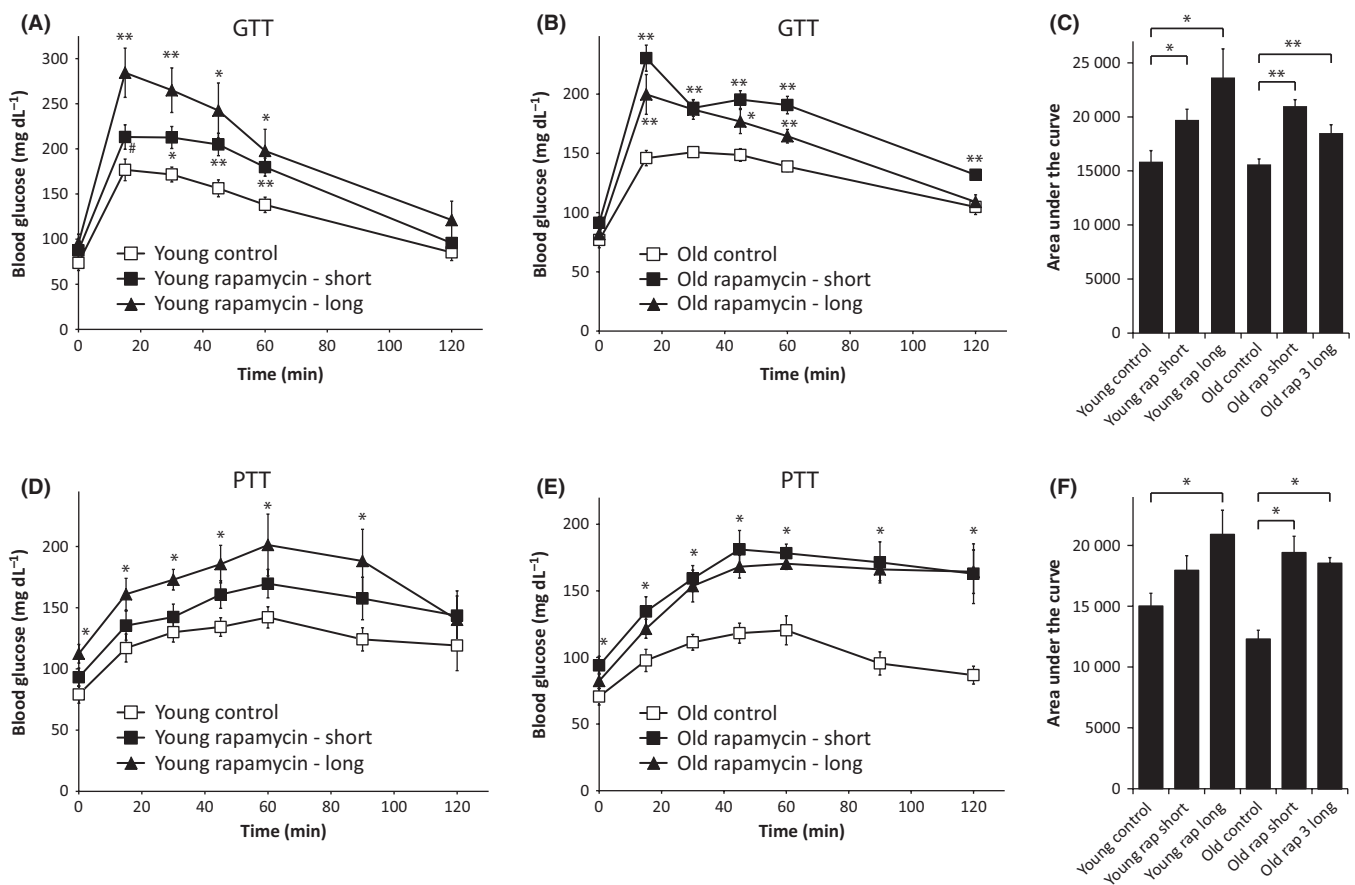 (A)
GTT
Blood glucose (mg dL⁻¹)
300
250
200
150
100
50
0
**
**
*
*
#
*
**
**
Young control
Young rapamycin - short
Young rapamycin - long
0 20 40 60 80 100 120
Time (min)
(B)
GTT
Blood glucose (mg dL⁻¹)
200
150
100
50
0
**
**
**
**
**
*
**
**
Old control
Old rapamycin - short
Old rapamycin - long
0 20 40 60 80 100 120
Time (min)
(C)
Area under the curve
25 000
20 000
15000
10 000
5000
0
*
*
**
**
Young control
Young rap short
Young rap long
Old control
Old rap short
Old rap 3 long
(D)
PTT
Blood glucose (mg dL⁻¹)
200
150
100
50
0
*
*
*
*
*
*
Young control
Young rapamycin - short
Young rapamycin - long
0 20 40 60 80 100 120
Time (min)
(E)
PTT
Blood glucose (mg dL⁻¹)
200
150
100
50
0
*
*
*
*
*
*
*
Old control
Old rapamycin - short
Old rapamycin - long
0 20 40 60 80 100 120
Time (min)
(F)
Area under the curve
20 000
15 000
10 000
5000
0
*
*
*
Young control
Young rap short
Young rap long
Old control
Old rap short
Old rap 3 long